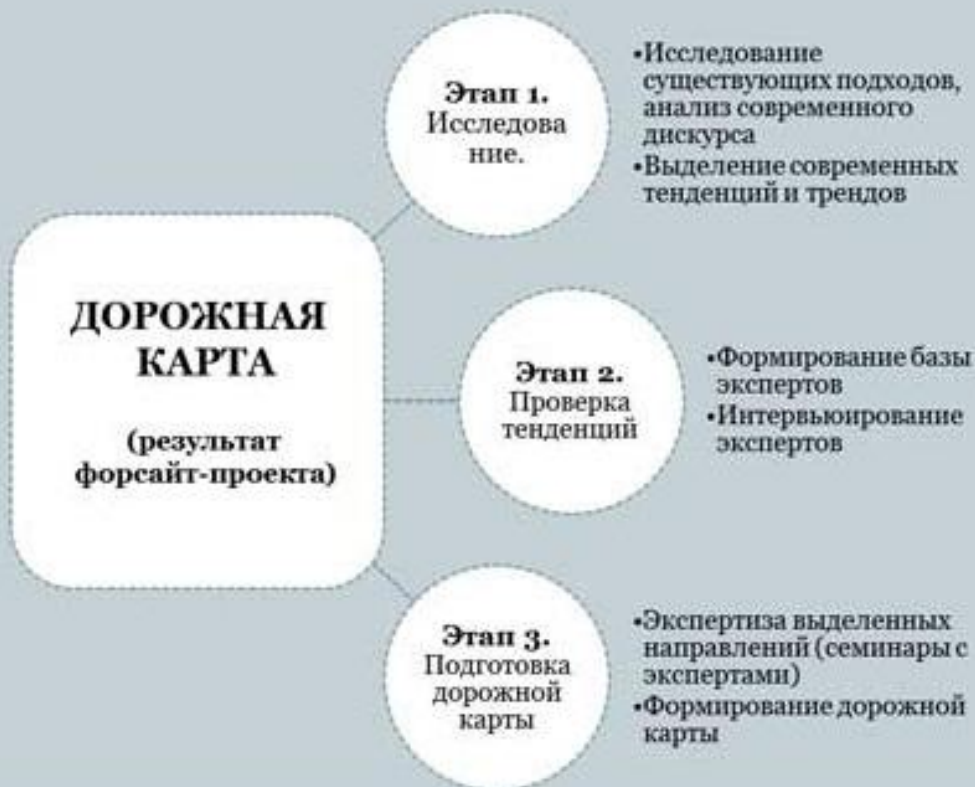 ДОРОЖНАЯ
КАРТА
(результат
форсайт-проекта)
Этап 1.
Исследова
ние.
•Исследование
существующих подходов,
анализ современного
дискурса
•Выделение современных
тенденций и трендов
Этап 2.
Проверка
тенденций
•Формирование базы
экспертов
•Интервьюирование
экспертов
Этап 3.
Подготовка
дорожной
карты
•Экспертиза выделенных
направлений (семинары с
экспертами)
•Формирование дорожной
карты